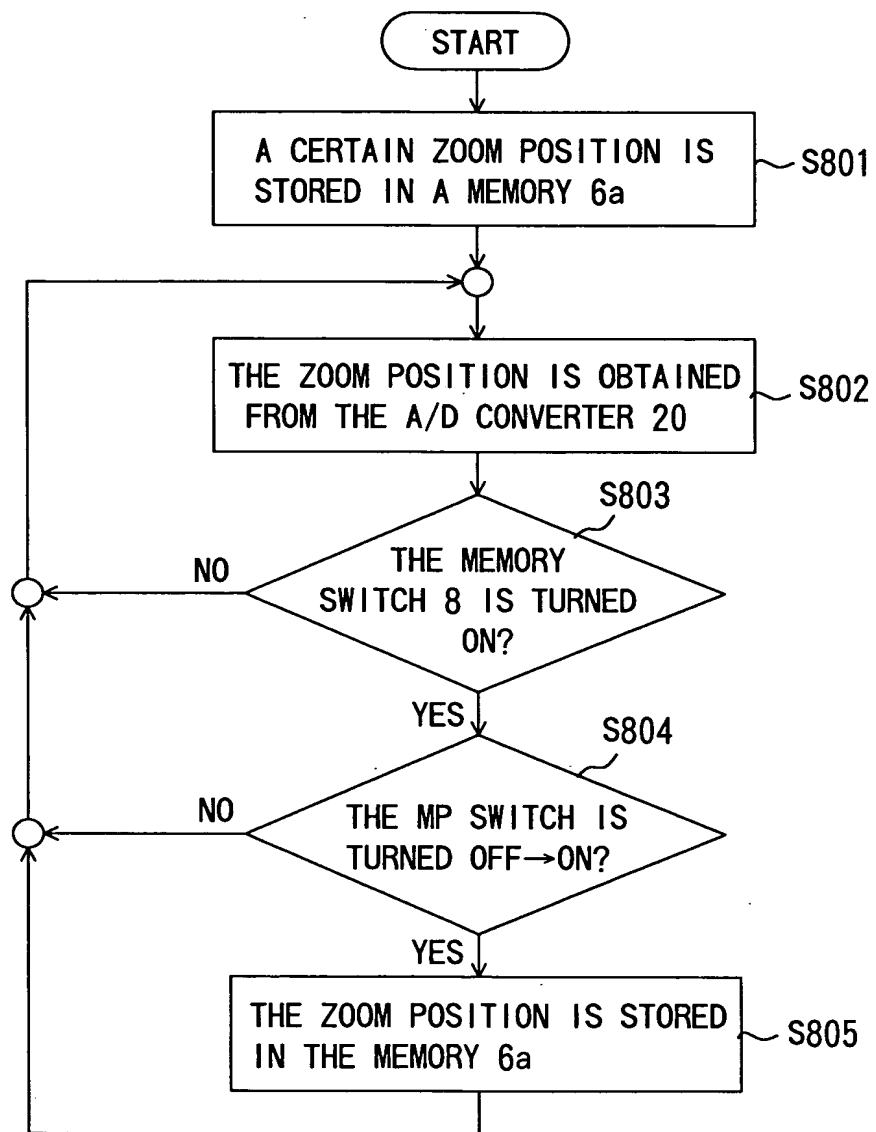 START
A CERTAIN ZOOM POSITION IS
STORED IN A MEMORY 6a
S801
THE ZOOM POSITION IS OBTAINED
FROM THE A/D CONVERTER 20
S802
S803
THE MEMORY
SWITCH 8 IS TURNED
ON?
NO
YES
S804
THE MP SWITCH IS
TURNED OFF→ON?
NO
YES
THE ZOOM POSITION IS STORED
IN THE MEMORY 6a
S805